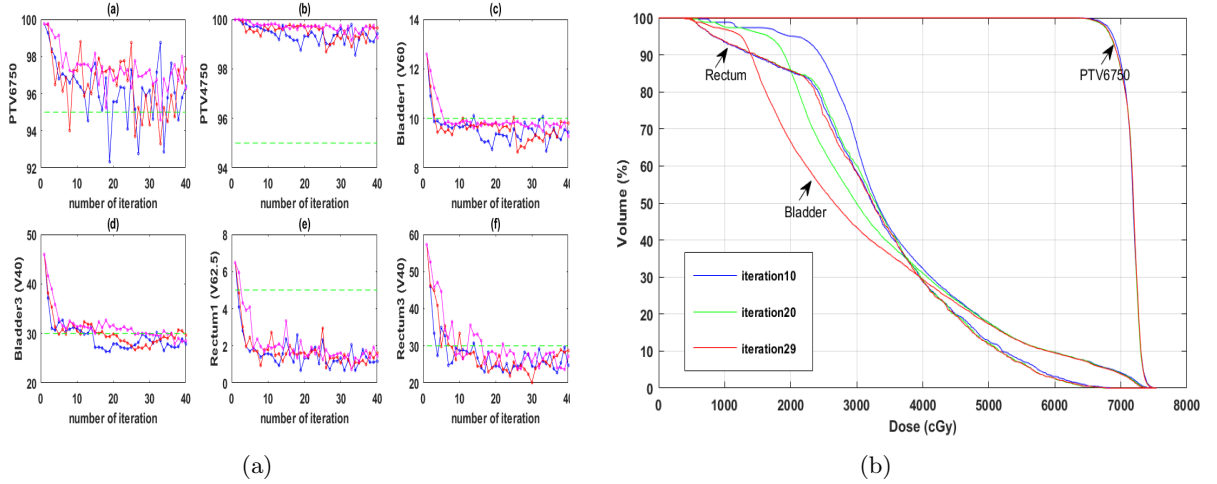 (a)
PTV6750
100
98
96
94
92
0 10 20 30 40
number of iteration
(b)
PTV4750
100
98
96
94
0 10 20 30 40
number of iteration
(c)
Bladder1 (V60)
14
12
10
8
6
0 10 20 30 40
number of iteration
(d)
Bladder3 (V40)
50
40
30
20
0 10 20 30 40
number of iteration
(e)
Rectum1 (V62.5)
8
6
4
2
0
0 10 20 30 40
number of iteration
(f)
Rectum3 (V40)
60
50
40
30
20
0 10 20 30 40
number of iteration
(a)
Volume (%)
100
90
80
70
60
50
40
30
20
10
0
Rectum
PTV6750
Bladder
iteration10
iteration20
iteration29
0 1000 2000 3000 4000 5000 6000 7000 8000
Dose (cGy)
(b)